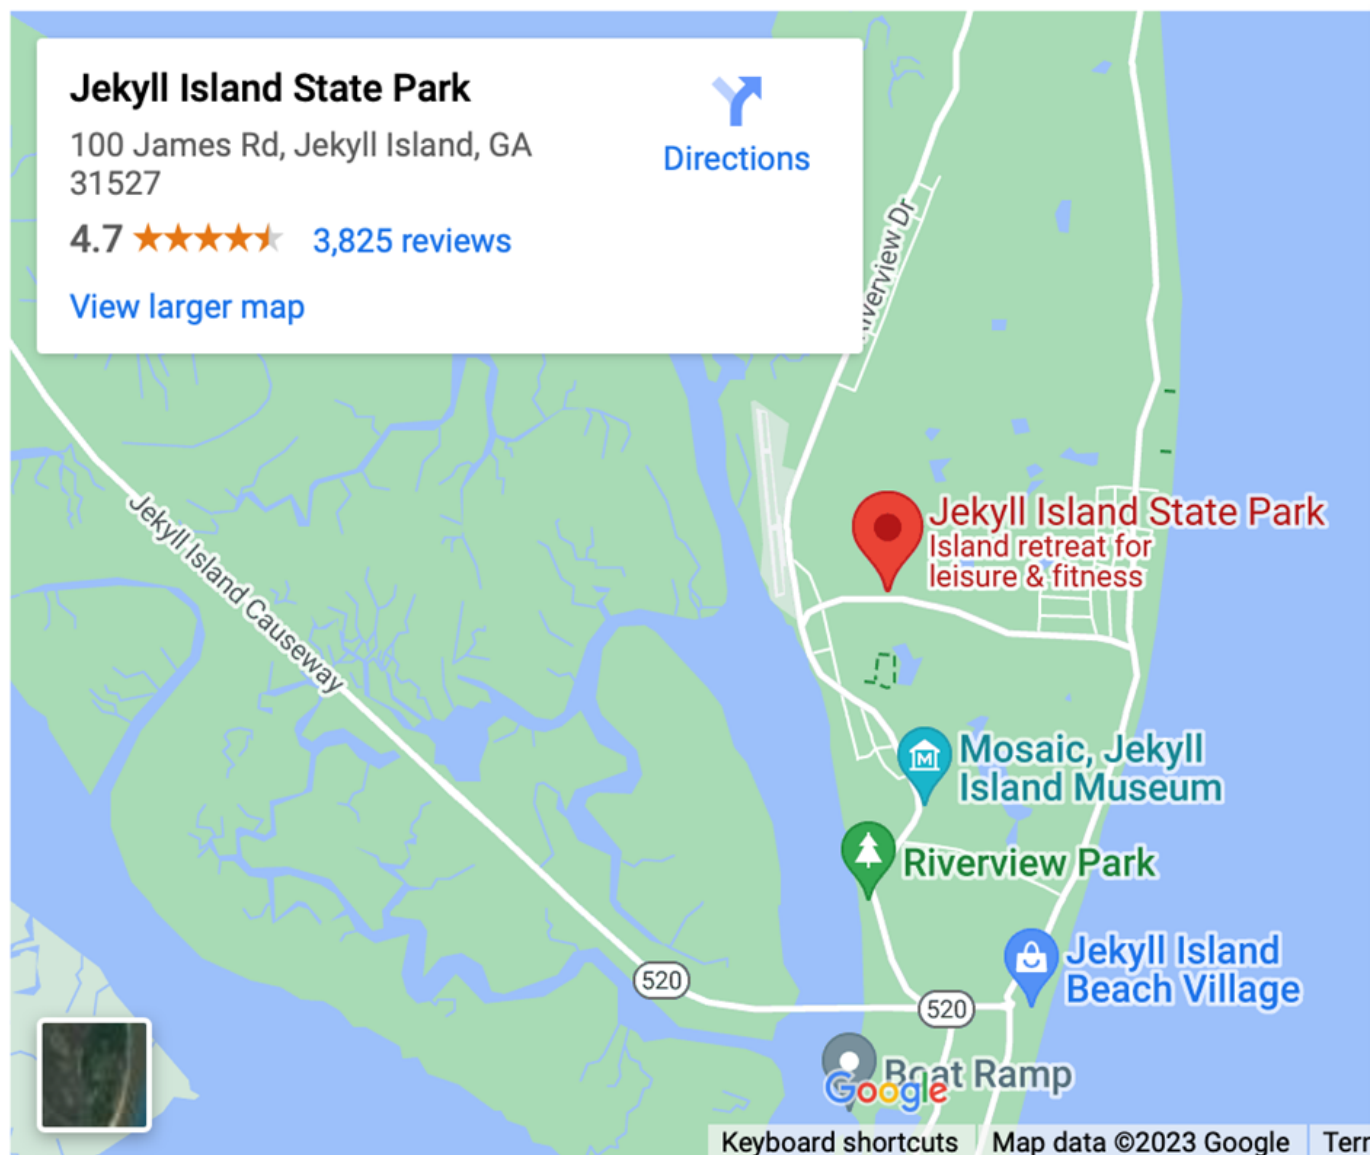 Jekyll Island State Park
100 James Rd, Jekyll Island, GA
31527
Directions
4.7
3,825 reviews
View larger map
Riverview Dr
Jekyll Island State Park
Island retreat for
leisure & fitness
Jekyll Island Causeway
Mosaic, Jekyll
Island Museum
Riverview Park
Jekyll Island
Beach Village
520
520
Boat Ramp
Google
Keyboard shortcuts
Map data ©2023 Google
Terr